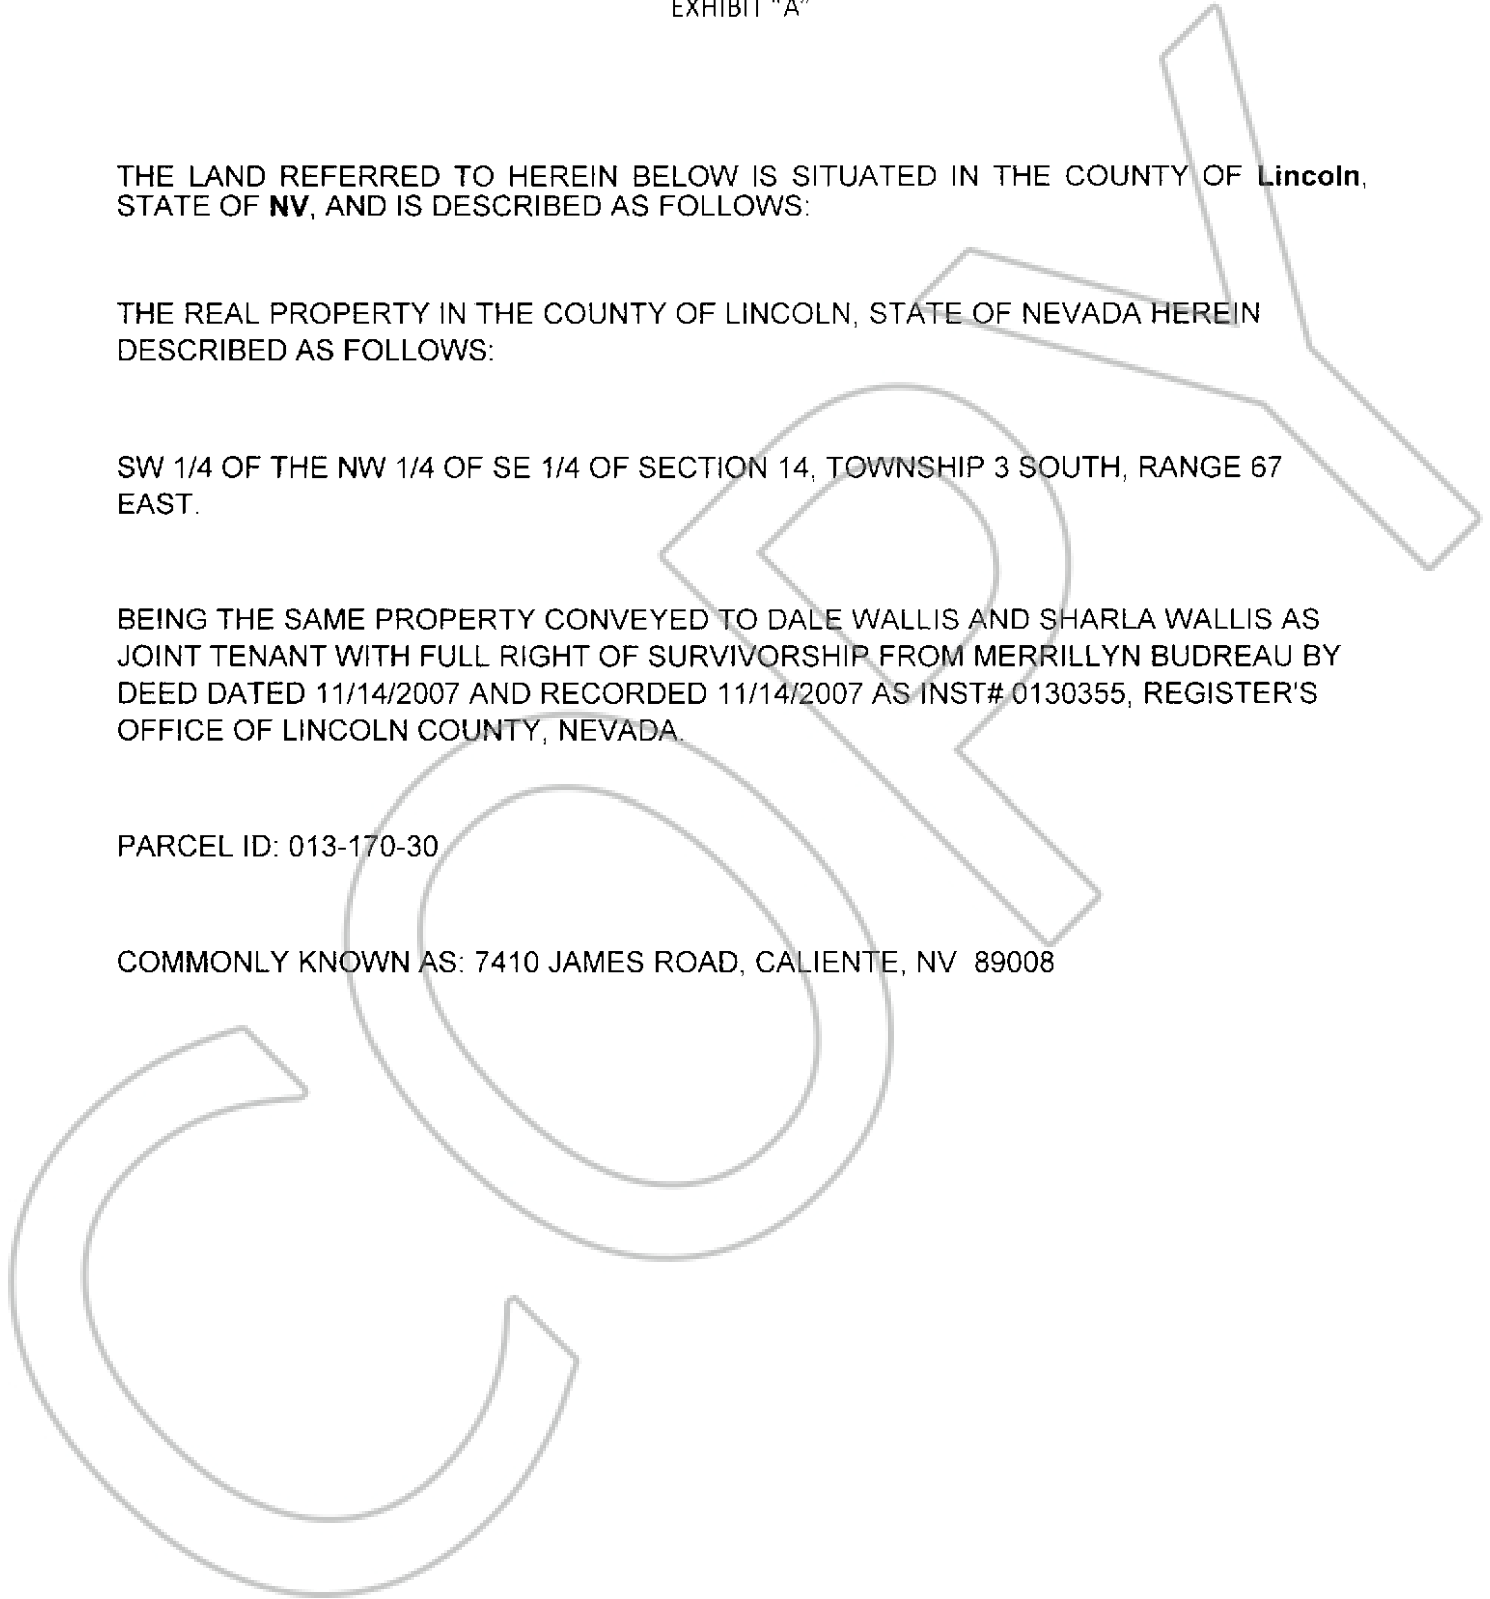 EXHIBIT "A"
THE LAND REFERRED TO HEREIN BELOW IS SITUATED IN THE COUNTY OF Lincoln,
STATE OF NV, AND IS DESCRIBED AS FOLLOWS:
THE REAL PROPERTY IN THE COUNTY OF LINCOLN, STATE OF NEVADA HEREIN
DESCRIBED AS FOLLOWS:
SW 1/4 OF THE NW 1/4 OF SE 1/4 OF SECTION 14, TOWNSHIP 3 SOUTH, RANGE 67
EAST.
BEING THE SAME PROPERTY CONVEYED TO DALE WALLIS AND SHARLA WALLIS AS
JOINT TENANT WITH FULL RIGHT OF SURVIVORSHIP FROM MERRILLYN BUDREAU BY
DEED DATED 11/14/2007 AND RECORDED 11/14/2007 AS INST# 0130355, REGISTER'S
OFFICE OF LINCOLN COUNTY, NEVADA.
PARCEL ID: 013-170-30
COMMONLY KNOWN AS: 7410 JAMES ROAD, CALIENTE, NV 89008
COPY